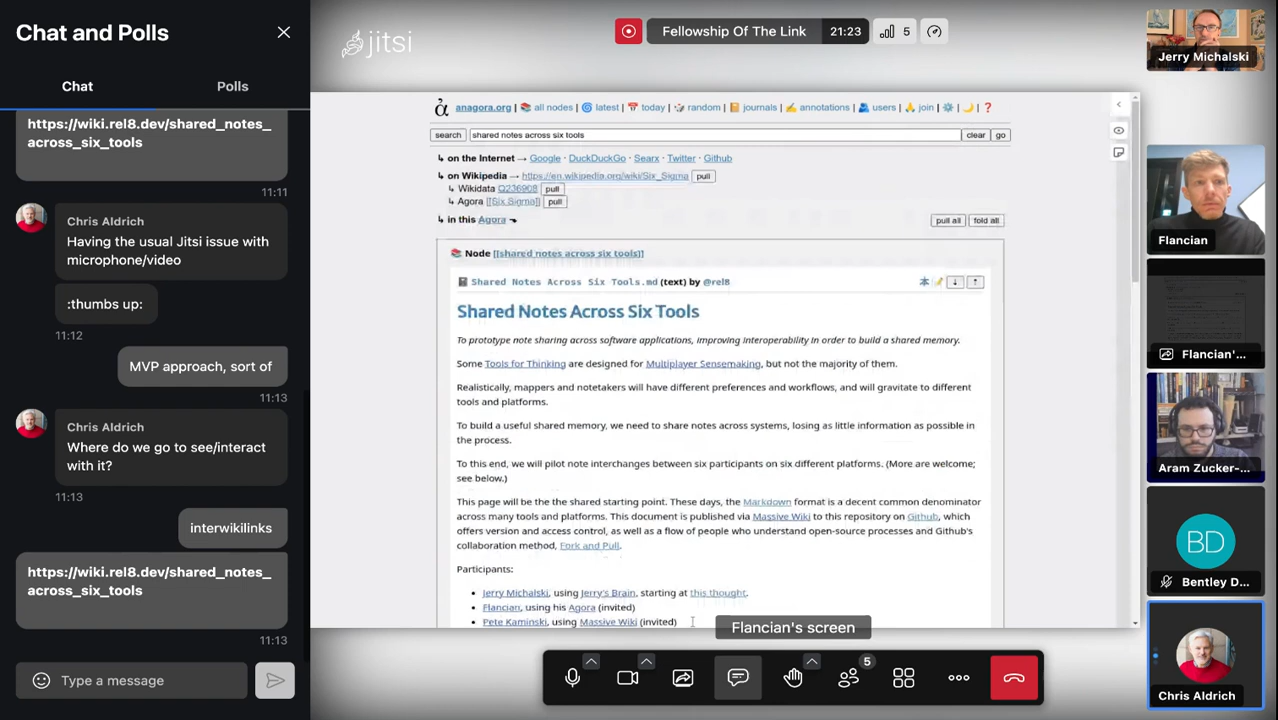 Chat and Polls
Chat
Polls
https://wiki.rel8.dev/shared_notes_
across_six_tools
11:11
Chris Aldrich
Having the usual Jitsi issue with
microphone/video
:thumbs up:
11:12
MVP approach, sort of
11:13
Chris Aldrich
Where do we go to see/interact
with it?
11:13
interwikilinks
https://wiki.rel8.dev/shared_notes_
across_six_tools
11:13
Type a message
jitsi
Fellowship Of The Link
21:23
5
ἀ anagora.org | 📚 all nodes | 🌀 latest | 📅 today | 🎲 random | 📔 journals | ✍ annotations | 👥 users | 🙏 join | ⚙ | 🌙 | ❓
search
shared notes across six tools
clear
go
↳ on the Internet → Google · DuckDuckGo · Searx · Twitter · Github
↳ on Wikipedia → https://en.wikipedia.org/wiki/Six_Sigma pull
↳ Wikidata Q236908 pull
↳ Agora [[Six Sigma]] pull
↳ in this Agora
pull all
fold all
Node [[shared notes across six tools]]
Shared Notes Across Six Tools.md (text) by @rel8
Shared Notes Across Six Tools
To prototype note sharing across software applications, improving interoperability in order to build a shared memory.
Some Tools for Thinking are designed for Multiplayer Sensemaking, but not the majority of them.
Realistically, mappers and notetakers will have different preferences and workflows, and will gravitate to different
tools and platforms.
To build a useful shared memory, we need to share notes across systems, losing as little information as possible in
the process.
To this end, we will pilot note interchanges between six participants on six different platforms. (More are welcome;
see below.)
This page will be the the shared starting point. These days, the Markdown format is a decent common denominator
across many tools and platforms. This document is published via Massive Wiki to this repository on Github, which
offers version and access control, as well as a flow of people who understand open-source processes and Github's
collaboration method, Fork and Pull.
Participants:
• Jerry Michalski, using Jerry's Brain, starting at this thought.
• Flancian, using his Agora (invited)
• Pete Kaminski, using Massive Wiki (invited)
Flancian's screen
5
Jerry Michalski
Flancian
Flancian'...
Aram Zucker-...
BD
Bentley D...
Chris Aldrich